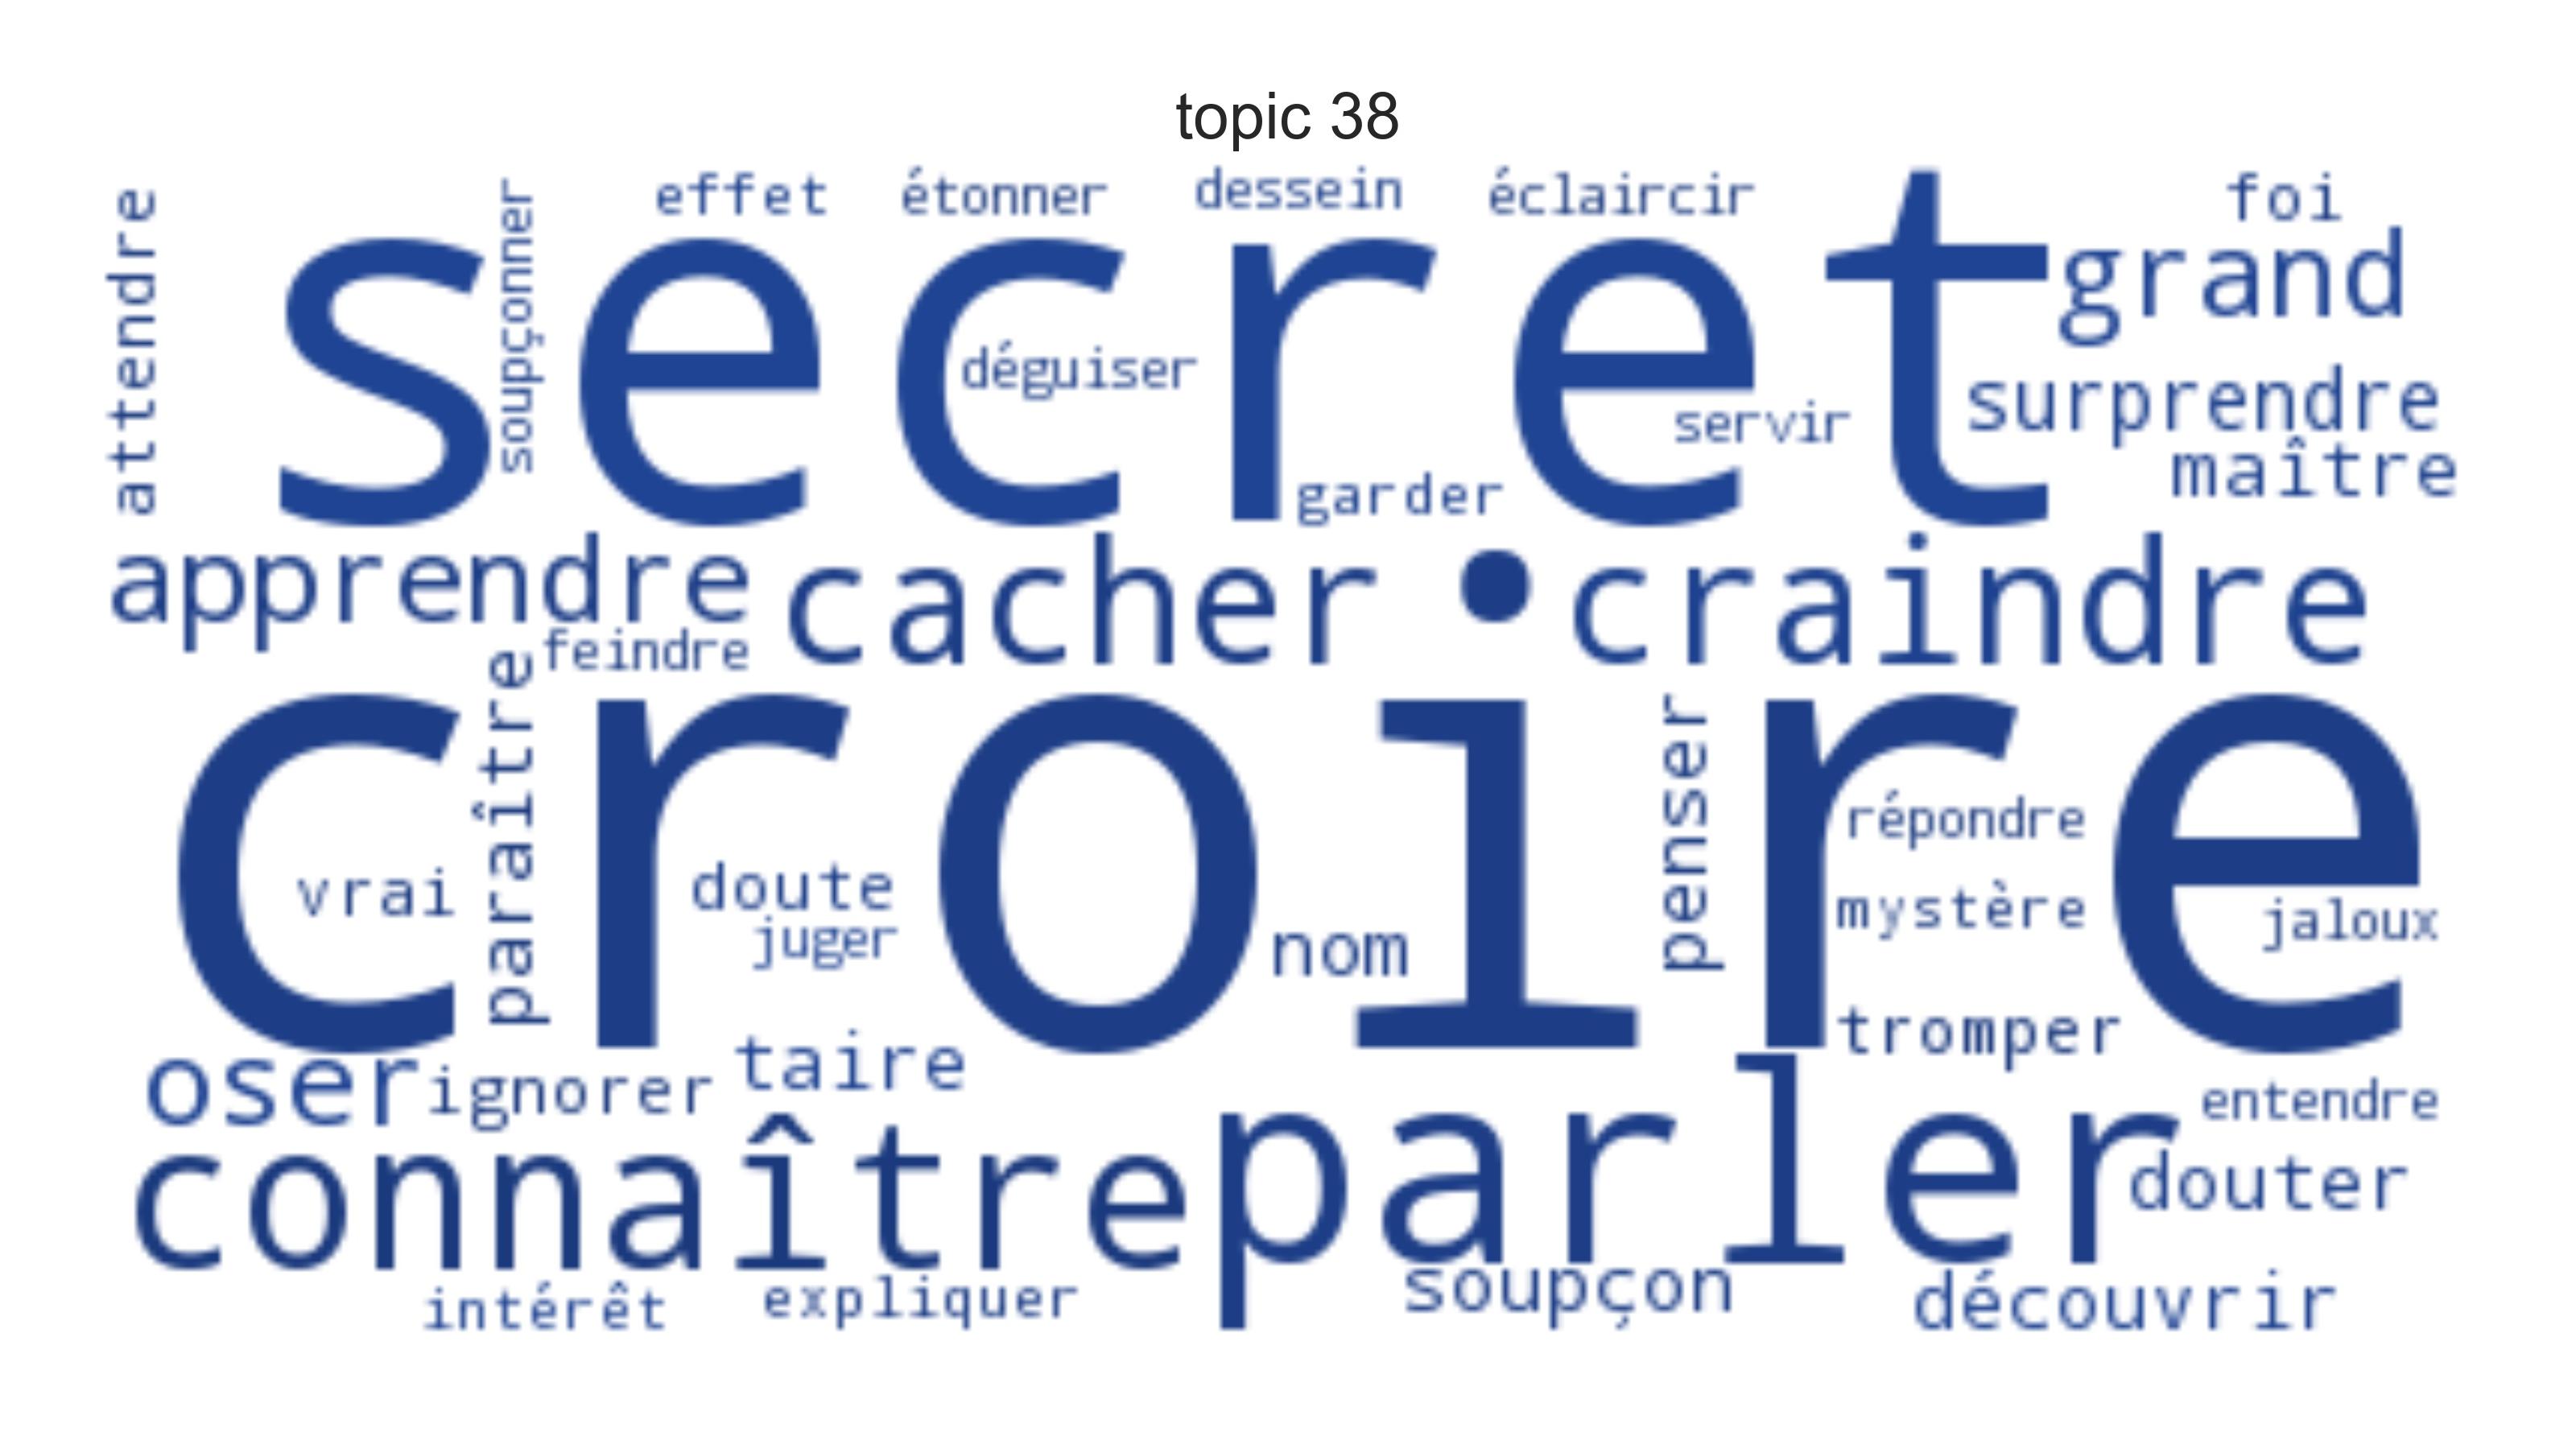 topic 38
effet étonner dessein éclaircir foi
attendre
soupçonner
secret
grand
déguiser
surprendre
servir
maître
garder
apprendre cacher craindre
feindre
paraître
croire
penser
répondre
vrai
doute
mystère
jaloux
juger
nom
tromper
oser ignorer taire
entendre
connaître parler
douter
intérêt expliquer soupçon découvrir